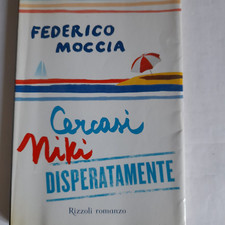 FEDERICO
MOCCIA
Cercasi
Niki
DISPERATAMENTE
Rizzoli romanzo